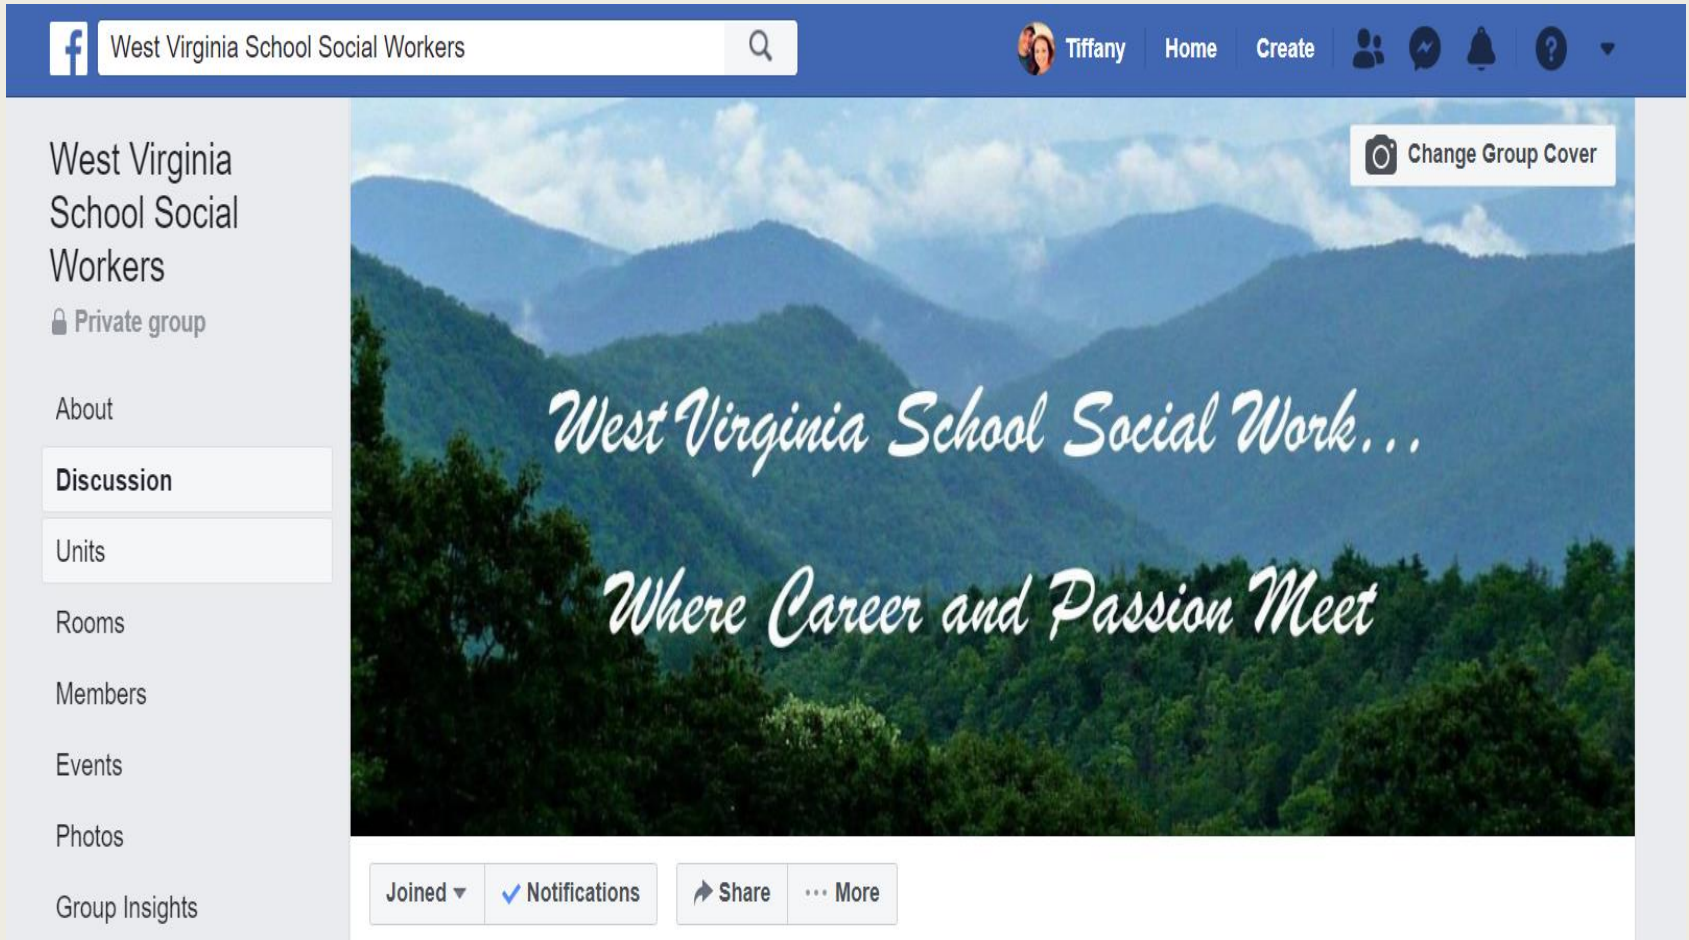 West Virginia School Social Workers
Tiffany
Home
Create
West Virginia
School Social
Workers
Private group
About
Discussion
Units
Rooms
Members
Events
Photos
Group Insights
Change Group Cover
West Virginia School Social Work...
Where Career and Passion Meet
Joined
Notifications
Share
More